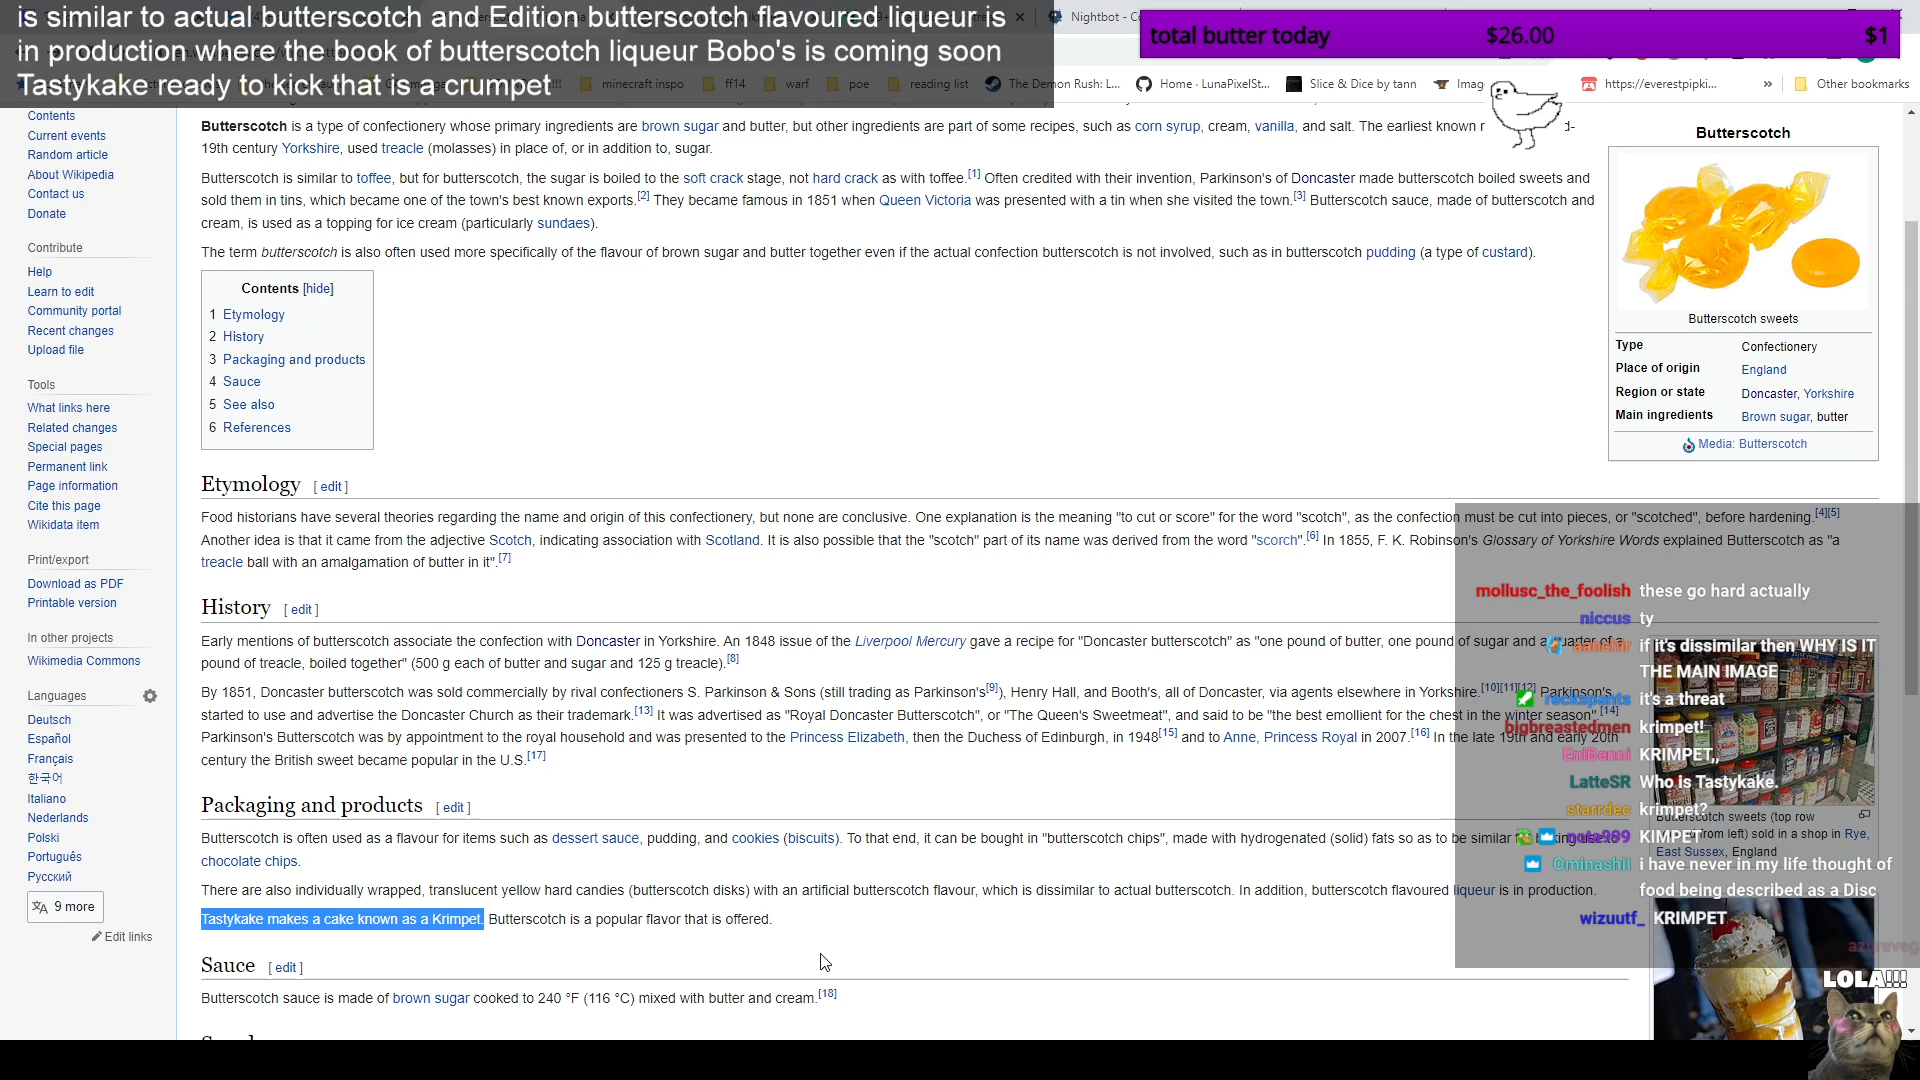 is similar to actual butterscotch and Edition butterscotch flavoured liqueur is
in production where the book of butterscotch liqueur Bobo's is coming soon
Tastykake ready to kick that is a crumpet
Nightbot - Co
total butter today $26.00 $1
minecraft inspo ff14 warf poe reading list The Demon Rush: L... Home · LunaPixelSt... Slice & Dice by tann Imag https://everestpipki... » Other bookmarks
Contents
Current events
Random article
About Wikipedia
Contact us
Donate
Contribute
Help
Learn to edit
Community portal
Recent changes
Upload file
Tools
What links here
Related changes
Special pages
Permanent link
Page information
Cite this page
Wikidata item
Print/export
Download as PDF
Printable version
In other projects
Wikimedia Commons
Languages
Deutsch
Español
Français
한국어
Italiano
Nederlands
Polski
Português
Русский
9 more
Edit links
Butterscotch is a type of confectionery whose primary ingredients are brown sugar and butter, but other ingredients are part of some recipes, such as corn syrup, cream, vanilla, and salt. The earliest known r d-
19th century Yorkshire, used treacle (molasses) in place of, or in addition to, sugar.
Butterscotch is similar to toffee, but for butterscotch, the sugar is boiled to the soft crack stage, not hard crack as with toffee.[1] Often credited with their invention, Parkinson's of Doncaster made butterscotch boiled sweets and
sold them in tins, which became one of the town's best known exports.[2] They became famous in 1851 when Queen Victoria was presented with a tin when she visited the town.[3] Butterscotch sauce, made of butterscotch and
cream, is used as a topping for ice cream (particularly sundaes).
The term butterscotch is also often used more specifically of the flavour of brown sugar and butter together even if the actual confection butterscotch is not involved, such as in butterscotch pudding (a type of custard).
Contents [hide]
1 Etymology
2 History
3 Packaging and products
4 Sauce
5 See also
6 References
Butterscotch
Butterscotch sweets
Type Confectionery
Place of origin England
Region or state Doncaster, Yorkshire
Main ingredients Brown sugar, butter
Media: Butterscotch
Etymology [ edit ]
Food historians have several theories regarding the name and origin of this confectionery, but none are conclusive. One explanation is the meaning "to cut or score" for the word "scotch", as the confection must be cut into pieces, or "scotched", before hardening.[4][5]
Another idea is that it came from the adjective Scotch, indicating association with Scotland. It is also possible that the "scotch" part of its name was derived from the word "scorch".[6] In 1855, F. K. Robinson's Glossary of Yorkshire Words explained Butterscotch as "a
treacle ball with an amalgamation of butter in it".[7]
History [ edit ]
Early mentions of butterscotch associate the confection with Doncaster in Yorkshire. An 1848 issue of the Liverpool Mercury gave a recipe for "Doncaster butterscotch" as "one pound of butter, one pound of sugar and a quarter of a
pound of treacle, boiled together" (500 g each of butter and sugar and 125 g treacle).[8]
By 1851, Doncaster butterscotch was sold commercially by rival confectioners S. Parkinson & Sons (still trading as Parkinson's[9]), Henry Hall, and Booth's, all of Doncaster, via agents elsewhere in Yorkshire.[10][11][12] Parkinson's
started to use and advertise the Doncaster Church as their trademark.[13] It was advertised as "Royal Doncaster Butterscotch", or "The Queen's Sweetmeat", and said to be "the best emollient for the chest in the winter season".[14]
Parkinson's Butterscotch was by appointment to the royal household and was presented to the Princess Elizabeth, then the Duchess of Edinburgh, in 1948[15] and to Anne, Princess Royal in 2007.[16] In the late 19th and early 20th
century the British sweet became popular in the U.S.[17]
Packaging and products [ edit ]
Butterscotch is often used as a flavour for items such as dessert sauce, pudding, and cookies (biscuits). To that end, it can be bought in "butterscotch chips", made with hydrogenated (solid) fats so as to be similar
chocolate chips.
There are also individually wrapped, translucent yellow hard candies (butterscotch disks) with an artificial butterscotch flavour, which is dissimilar to actual butterscotch. In addition, butterscotch flavoured liqueur is in production.
Tastykake makes a cake known as a Krimpet. Butterscotch is a popular flavor that is offered.
Sauce [ edit ]
Butterscotch sauce is made of brown sugar cooked to 240 °F (116 °C) mixed with butter and cream.[18]
mollusc_the_foolish these go hard actually
niccus ty
if it's dissimilar then WHY IS IT
THE MAIN IMAGE
reckspants it's a threat
bigbreastedmen krimpet!
EniBenni KRIMPET,,
LatteSR Who is Tastykake.
starrdec krimpet?
nota999 KIMPET
Ominashii i have never in my life thought of
food being described as a Disc
wizuutf_ KRIMPET
Butterscotch sweets (top row
from left) sold in a shop in Rye,
East Sussex, England
LOLA!!!